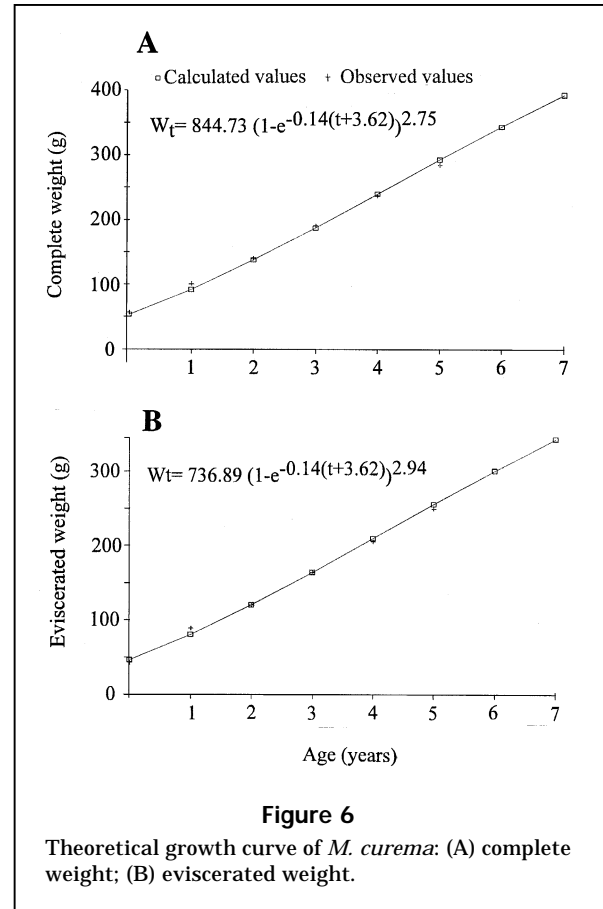 A
Calculated values + Observed values
400
Wt= 844.73 (1-e-0.14(t+3.62))2.75
300
Complete weight (g)
200
100
0
1 2 3 4 5 6 7
B
Wt= 736.89 (1-e-0.14(t+3.62))2.94
300
Eviscerated weight (g)
200
100
0
1 2 3 4 5 6 7
Age (years)
Figure 6
Theoretical growth curve of M. curema: (A) complete
weight; (B) eviscerated weight.